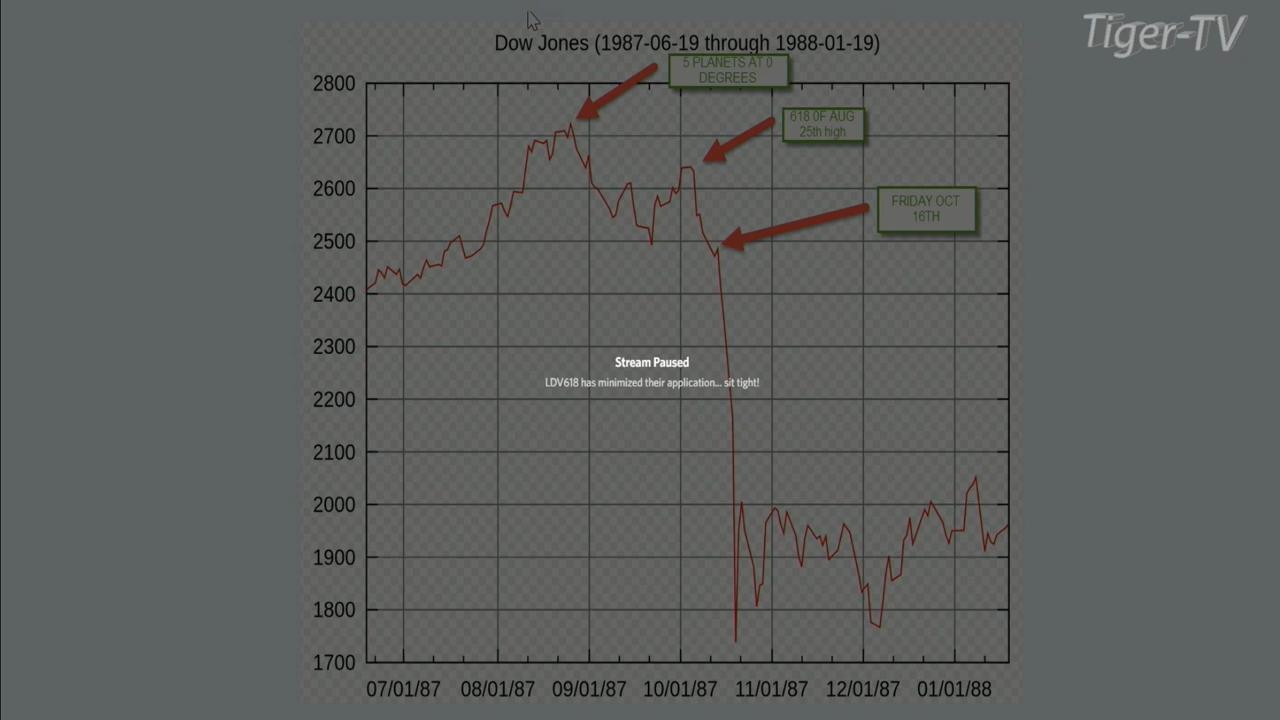 Tiger-TV
Dow Jones (1987-06-19 through 1988-01-19)
5 PLANETS AT 0
DEGREES
2800
618 0F AUG
25th high
2700
2600
FRIDAY OCT
16TH
2500
2400
2300
Stream Paused
LDV618 has minimized their application... sit tight!
2200
2100
2000
1900
1800
1700
07/01/87 08/01/87 09/01/87 10/01/87 11/01/87 12/01/87 01/01/88